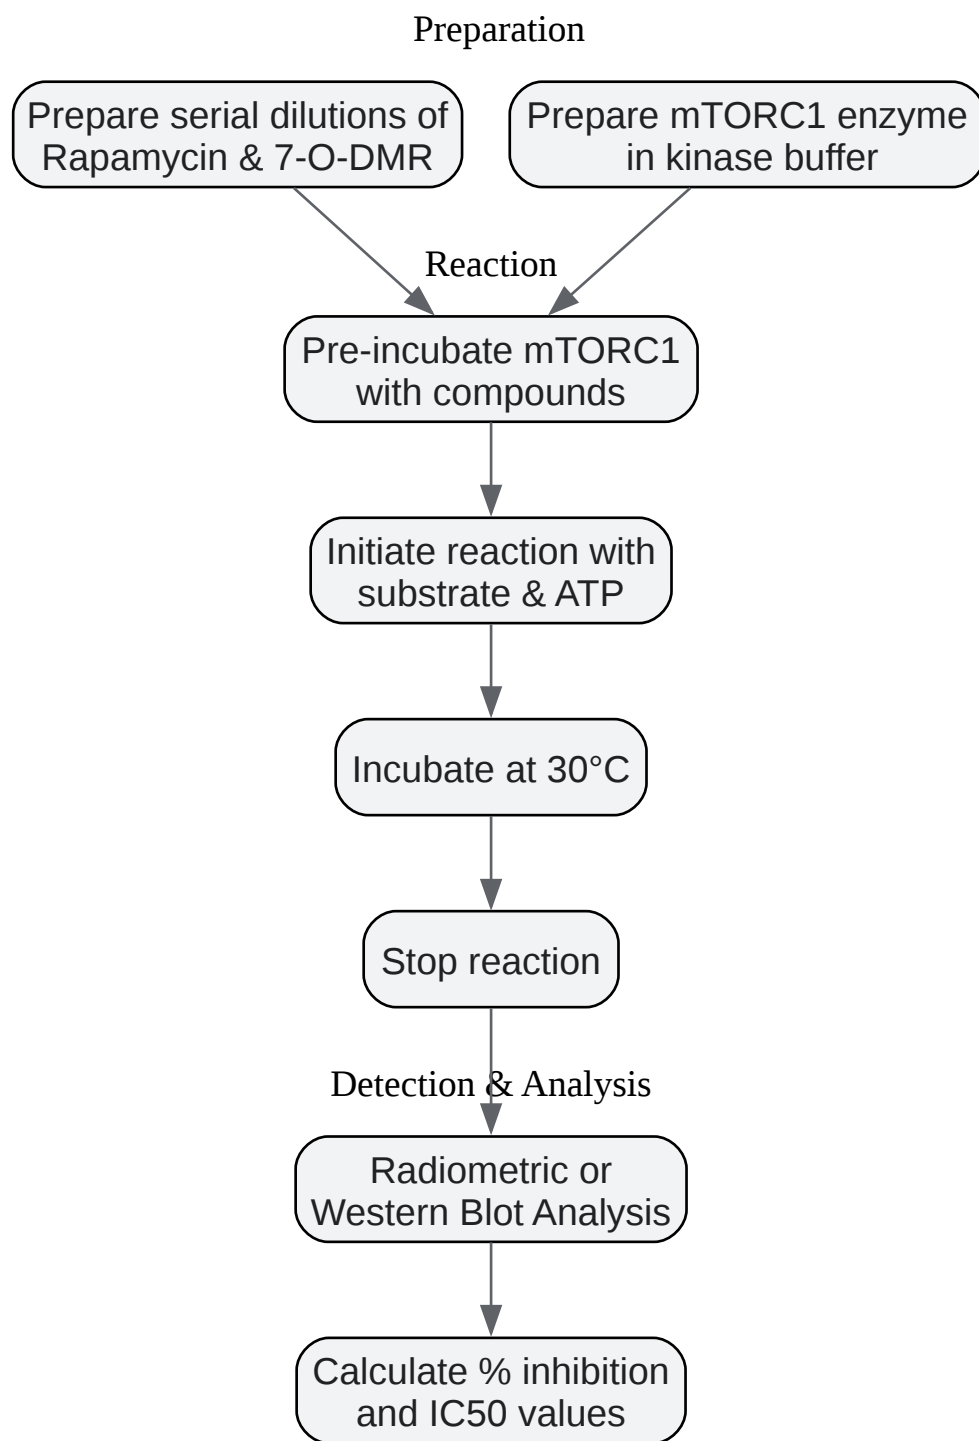 Preparation
Prepare serial dilutions of
Rapamycin & 7-O-DMR
Prepare mTORC1 enzyme
in kinase buffer
Reaction
Pre-incubate mTORC1
with compounds
Initiate reaction with
substrate & ATP
Incubate at 30°C
Stop reaction
Detection & Analysis
Radiometric or
Western Blot Analysis
Calculate % inhibition
and IC50 values